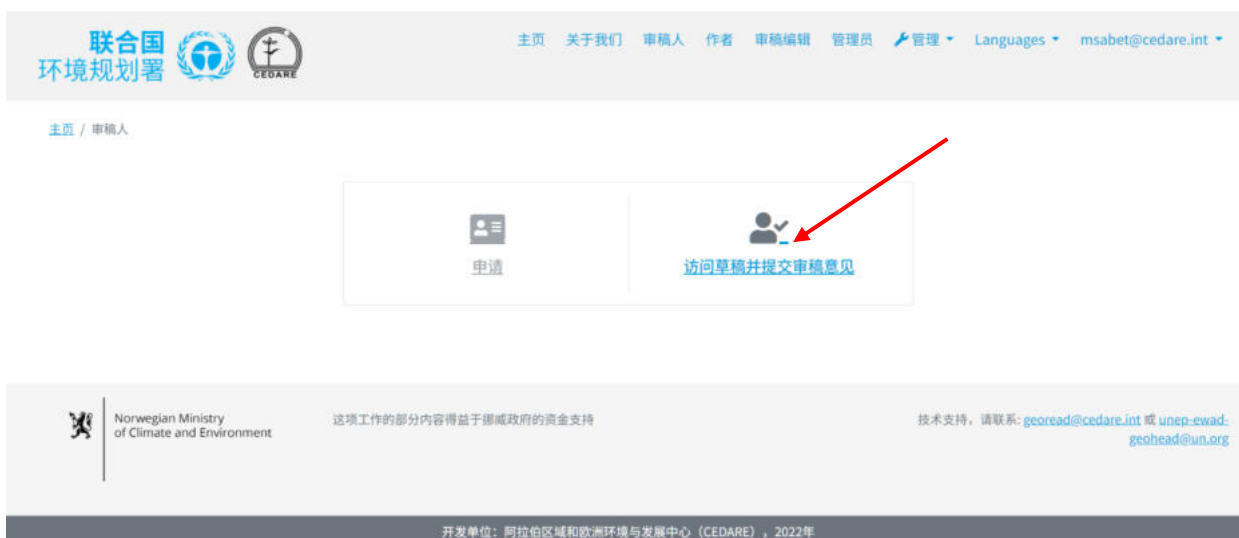 联合国
环境规划署
CEDARE
主页 关于我们 审稿人 作者 审稿编辑 管理员 管理 Languages msabet@cedare.int
主页 / 审稿人
申请
访问草稿并提交审稿意见
Norwegian Ministry
of Climate and Environment
这项工作的部分内容得益于挪威政府的资金支持
技术支持，请联系: georead@cedare.int 或 unep-ewad-
geohead@un.org
开发单位：阿拉伯区域和欧洲环境与发展中心（CEDARE），2022年